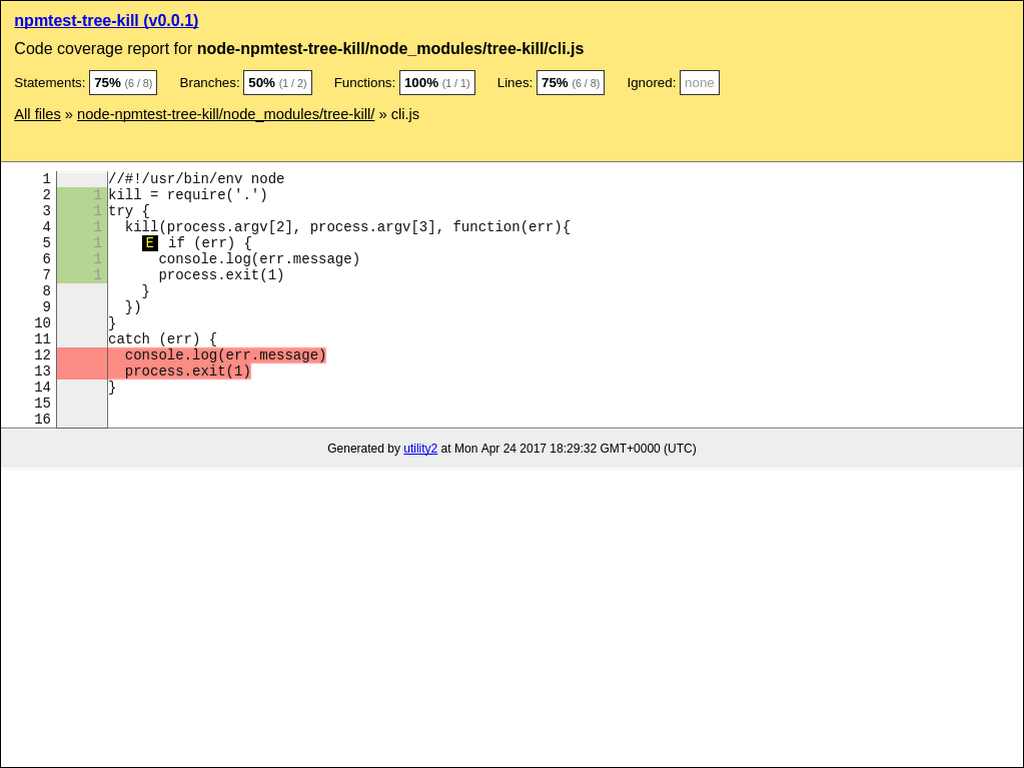 npmtest-tree-kill (v0.0.1)
Code coverage report for node-npmtest-tree-kill/node_modules/tree-kill/cli.js
Statements: 75% (6 / 8) Branches: 50% (1 / 2) Functions: 100% (1 / 1) Lines: 75% (6 / 8) Ignored: none
All files » node-npmtest-tree-kill/node_modules/tree-kill/ » cli.js
1 //#!/usr/bin/env node
2 1 kill = require('.')
3 1 try {
4 1   kill(process.argv[2], process.argv[3], function(err){
5 1     E if (err) {
6 1       console.log(err.message)
7 1       process.exit(1)
8     }
9   })
10 }
11 catch (err) {
12   console.log(err.message)
13   process.exit(1)
14 }
15
16
Generated by utility2 at Mon Apr 24 2017 18:29:32 GMT+0000 (UTC)